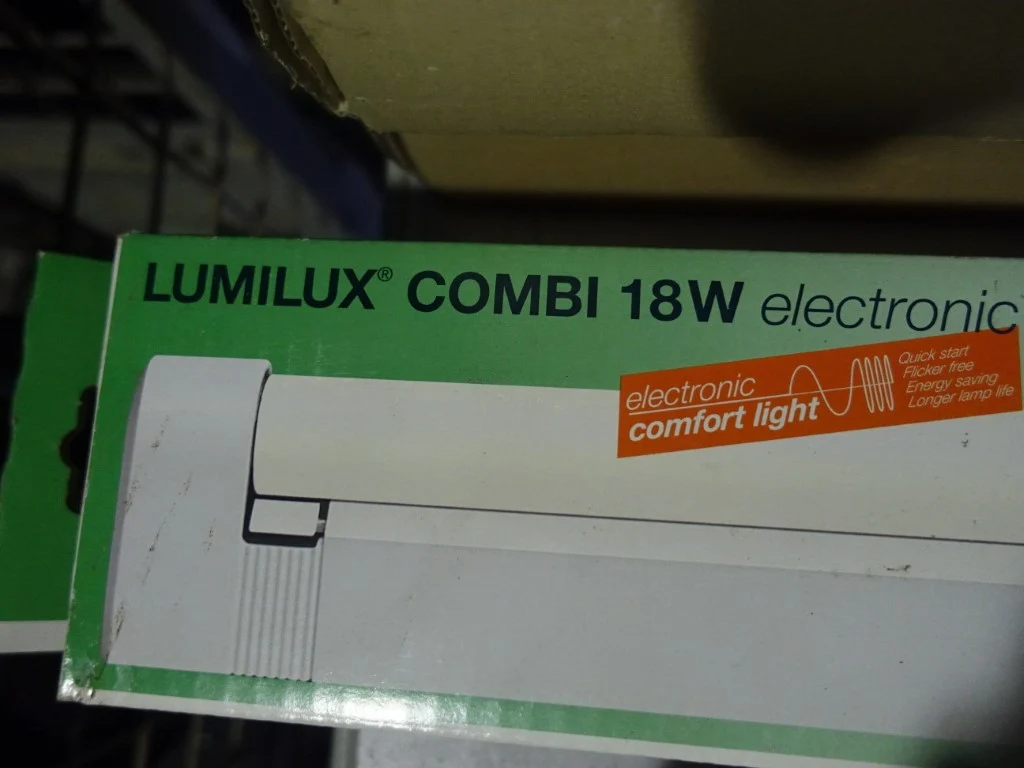 LUMILUX® COMBI 18W electronic
electronic
comfort light
Quick start
Flicker free
Energy saving
Longer lamp life